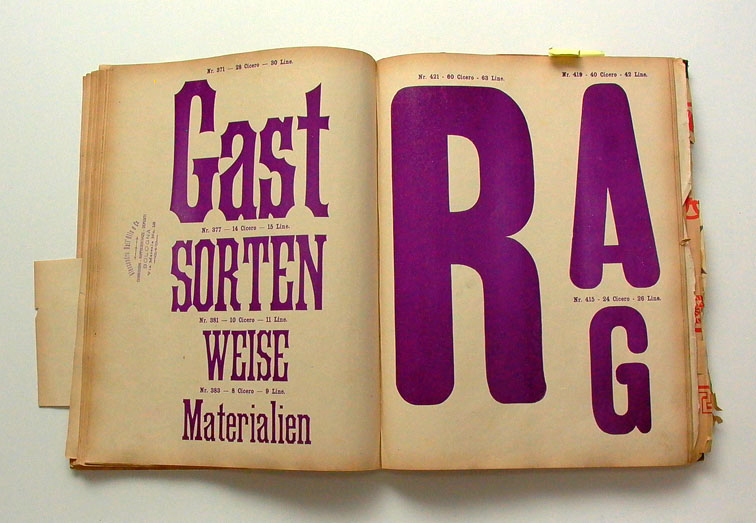 Nr. 371 — 28 Cicero — 30 Line.
Gast
Nr. 377 — 14 Cicero — 15 Line.
SORTEN
Nr. 381 — 10 Cicero — 11 Line.
WEISE
Nr. 383 — 8 Cicero — 9 Line.
Materialien
BOLOGNA
Nr. 421 - 60 Cicero - 63 Line.
R
Nr. 419 - 40 Cicero - 42 Line.
A
Nr. 415 - 24 Cicero - 26 Line.
G